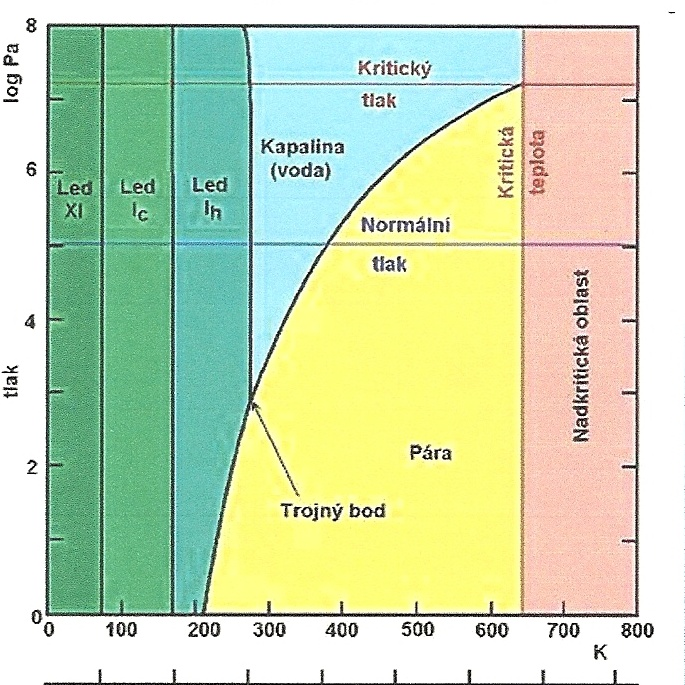 8
log Pa
Kritický
tlak
Kapalina
(voda)
Kritická
teplota
6
Led
XI
Led
Ic
Led
Ih
Normální
tlak
4
tlak
Nadkritická oblast
2
Pára
Trojný bod
0
0 100 200 300 400 500 600 700 800
K